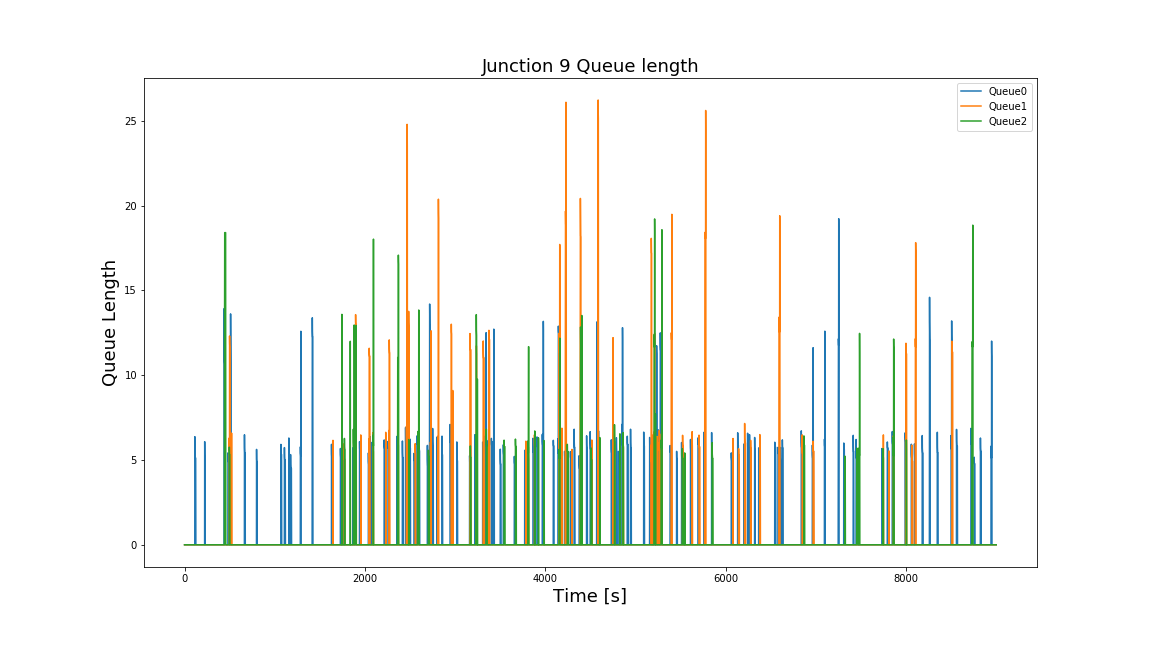 Junction 9 Queue length
Queue0
Queue1
Queue2
25
20
15
10
5
0
Queue Length
0 2000 4000 6000 8000
Time [s]